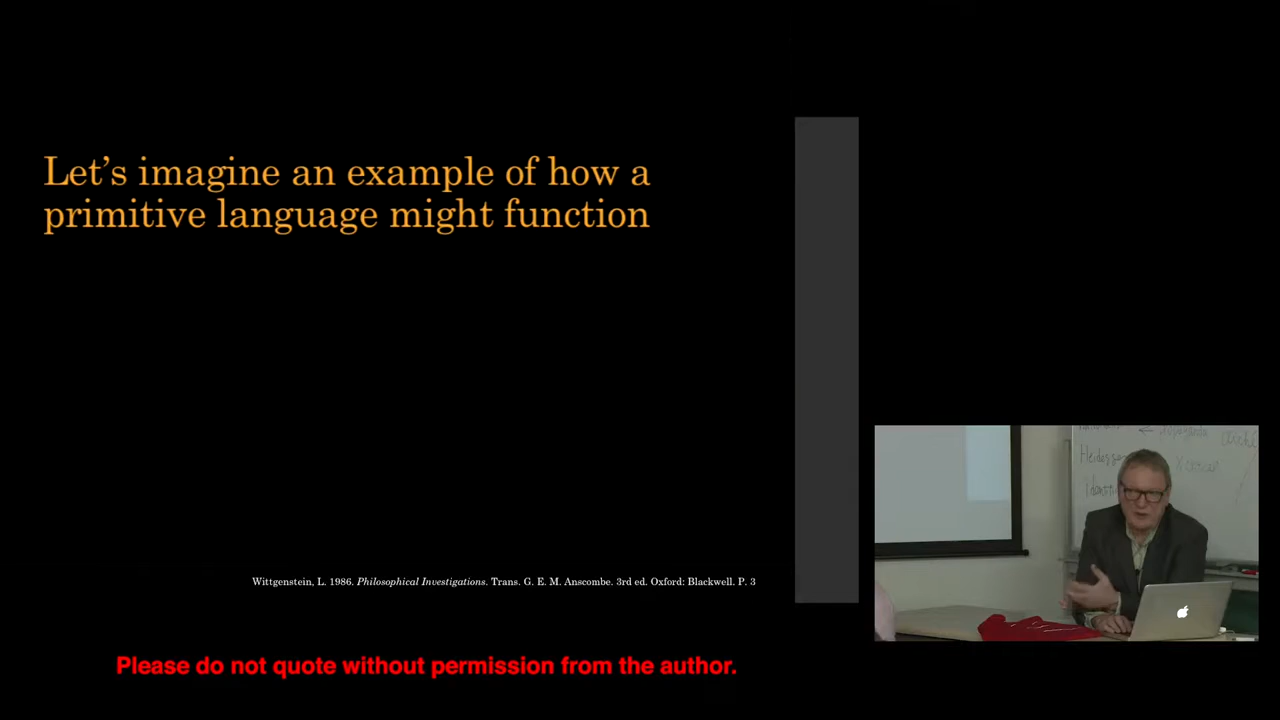 Let’s imagine an example of how a
primitive language might function
Wittgenstein, L. 1986. Philosophical Investigations. Trans. G. E. M. Anscombe. 3rd ed. Oxford: Blackwell. P. 3
Please do not quote without permission from the author.